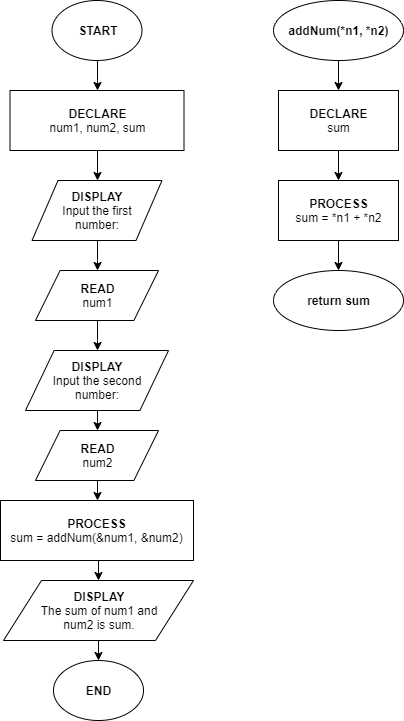 START
DECLARE
num1, num2, sum
DISPLAY
Input the first
number:
READ
num1
DISPLAY
Input the second
number:
READ
num2
PROCESS
sum = addNum(&num1, &num2)
DISPLAY
The sum of num1 and
num2 is sum.
END
addNum(*n1, *n2)
DECLARE
sum
PROCESS
sum = *n1 + *n2
return sum